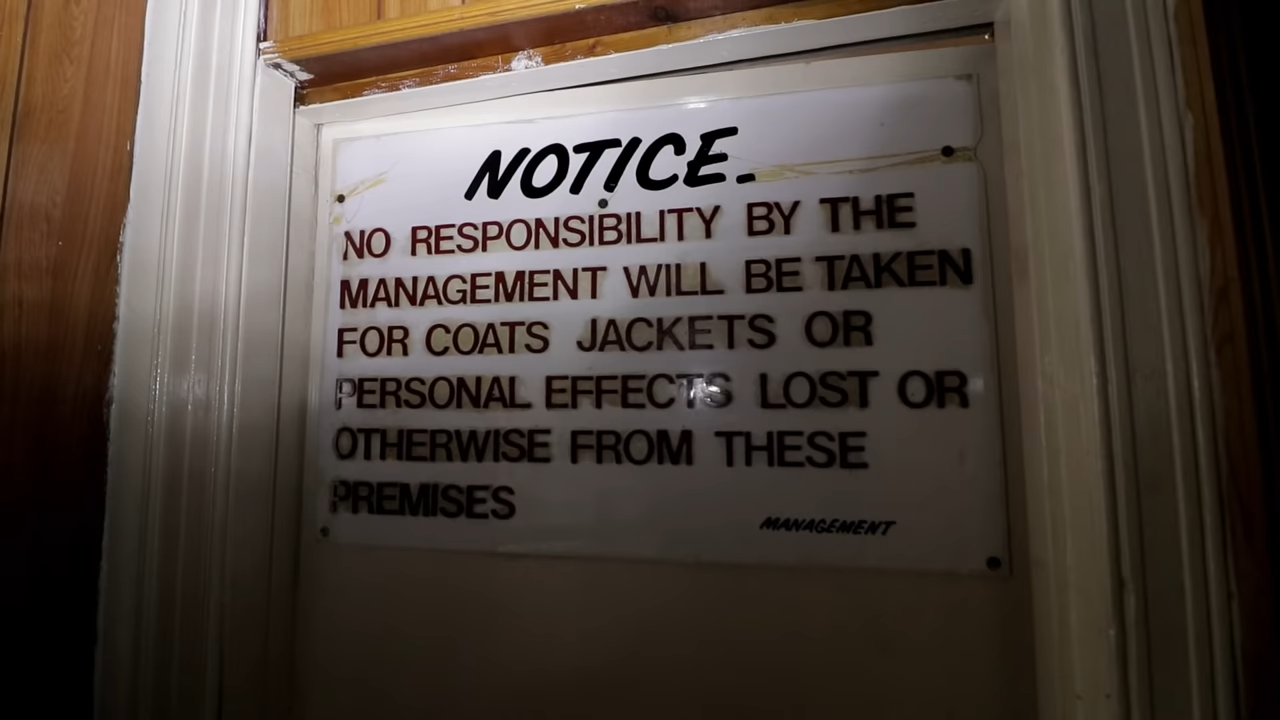 NOTICE.
NO RESPONSIBILITY BY THE
MANAGEMENT WILL BE TAKEN
FOR COATS JACKETS OR
PERSONAL EFFECTS LOST OR
OTHERWISE FROM THESE
PREMISES
MANAGEMENT